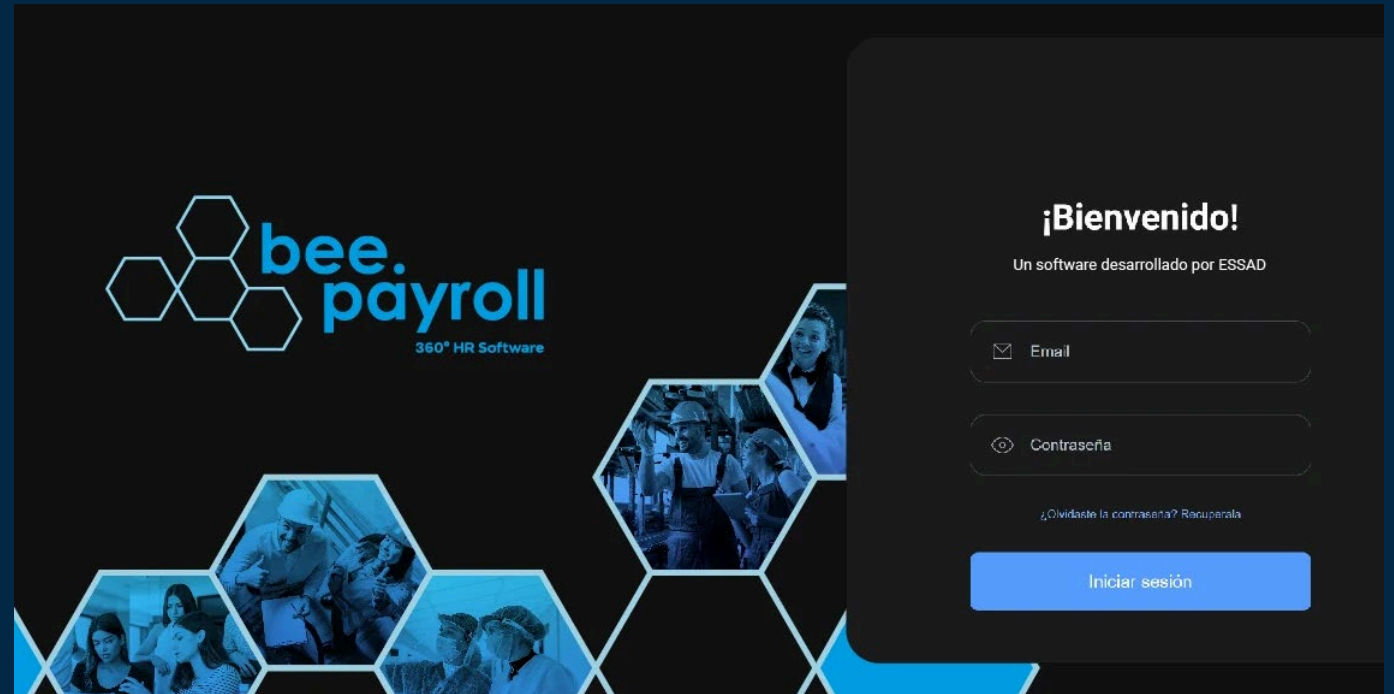 bee.
payroll
360° HR Software
¡Bienvenido!
Un software desarrollado por ESSAD
Email
Contraseña
¿Olvidaste la contraseña? Recuperala
Iniciar sesión